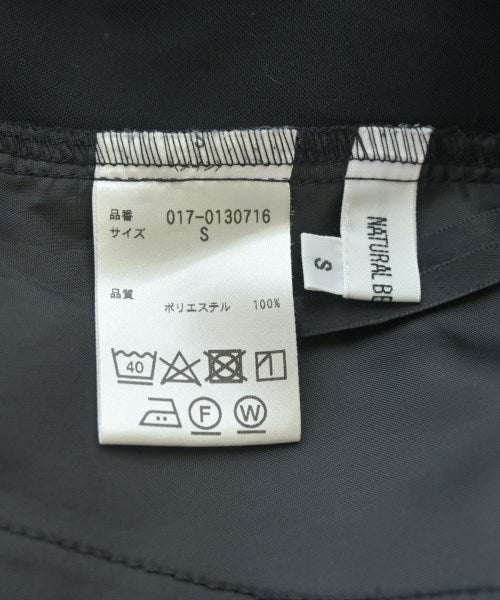 品番 017-0130716
サイズ S
品質
ポリエステル 100%
40
F W
S
NATURAL BE